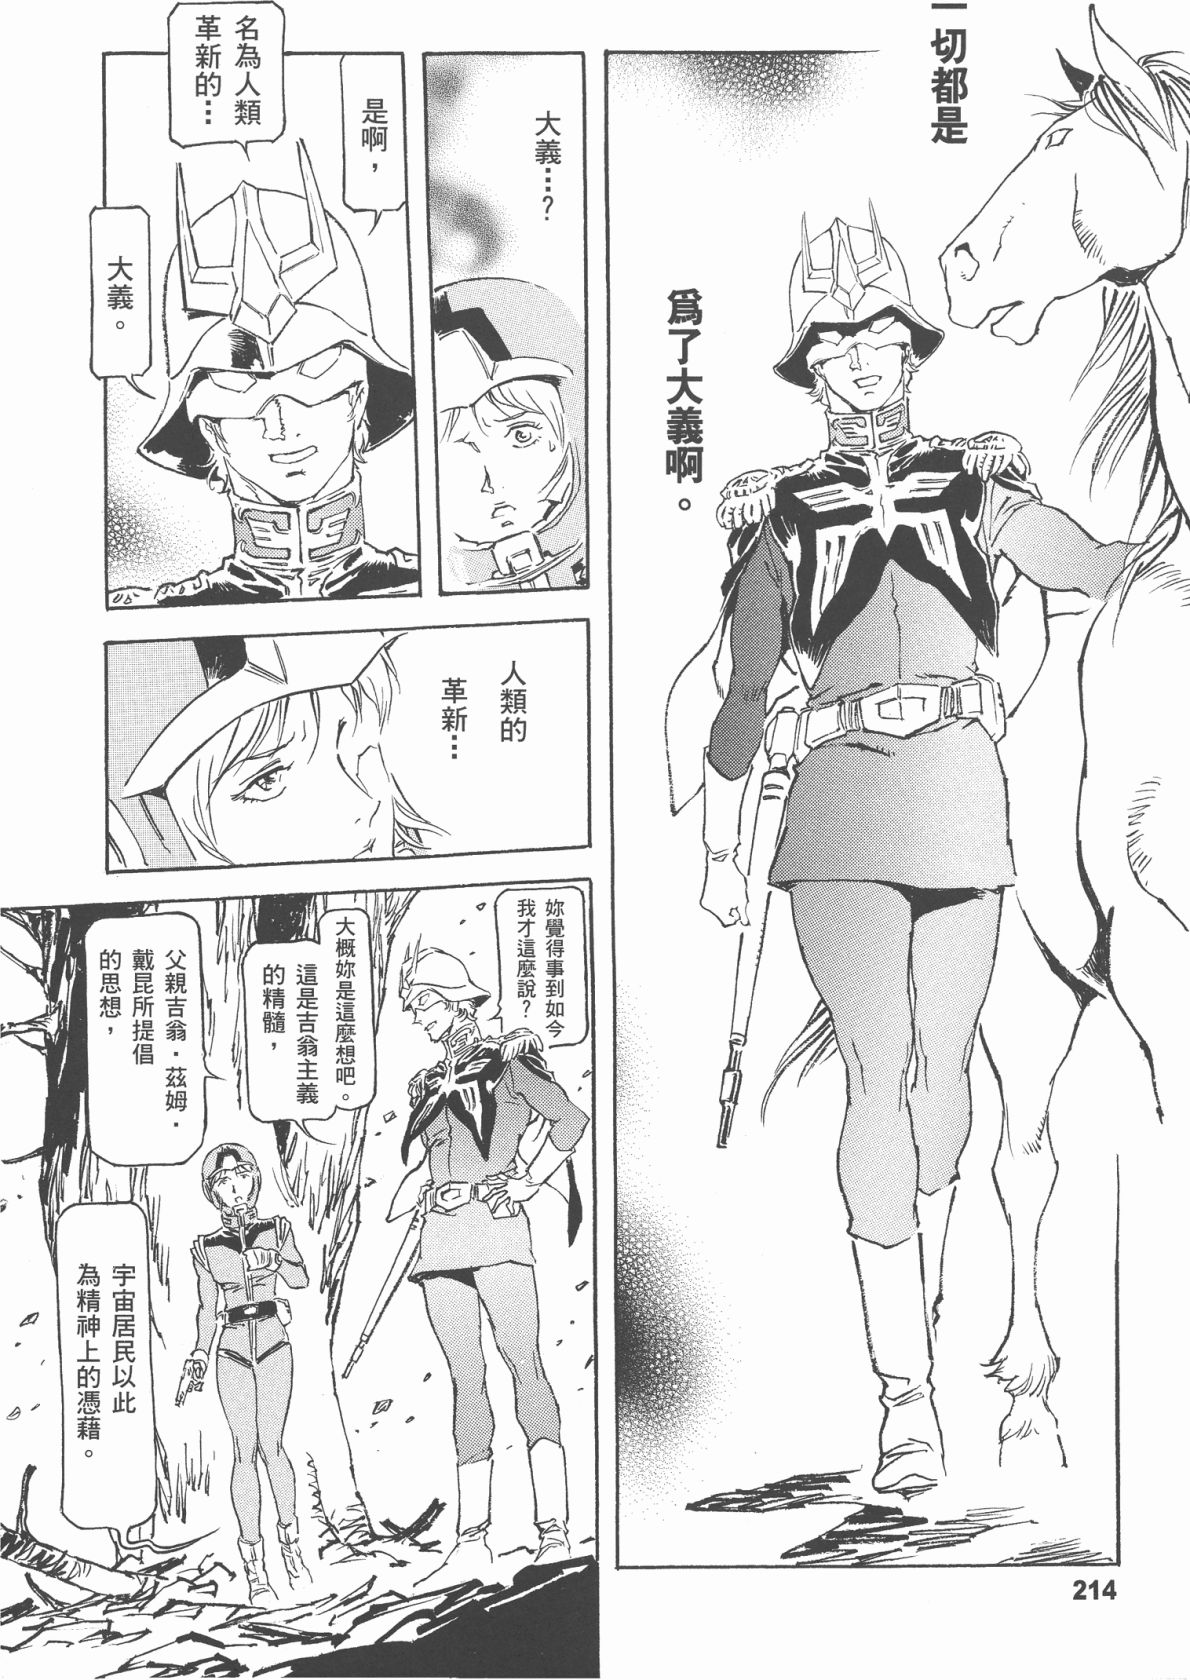 一切都是
為了大義啊。
大義…?
是啊，
名為人類
革新的…
大義。
人類的
革新…
妳覺得事到如今
我才這麼說？
大概妳是這麼想吧。
這是吉翁主義
的精髓，
父親吉翁·茲姆·
戴昆所提倡
的思想，
宇宙居民以此
為精神上的憑藉。
214